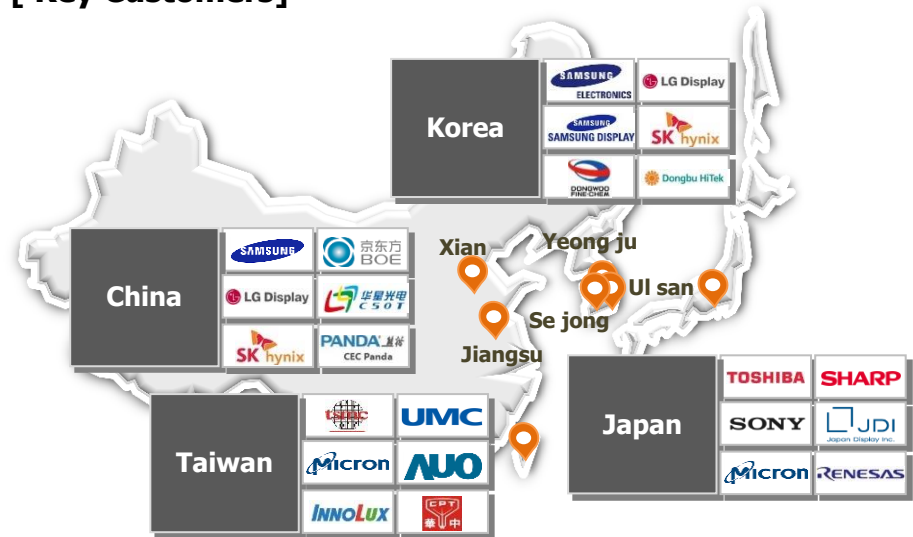 [ Key Customers]
Korea
SAMSUNG
ELECTRONICS
LG Display
SAMSUNG
SAMSUNG DISPLAY
SK hynix
DONGWOO
FINE-CHEM
Dongbu HiTek
Xian
Yeong ju
Ul san
Se jong
Jiangsu
China
SAMSUNG
京东方
BOE
LG Display
华星光电
CSOT
SK hynix
PANDA
CEC Panda
Japan
TOSHIBA
SHARP
SONY
JDI
Japan Display Inc.
Micron
RENESAS
Taiwan
tsmc
UMC
Micron
AUO
INNOLUX
CPT
華中